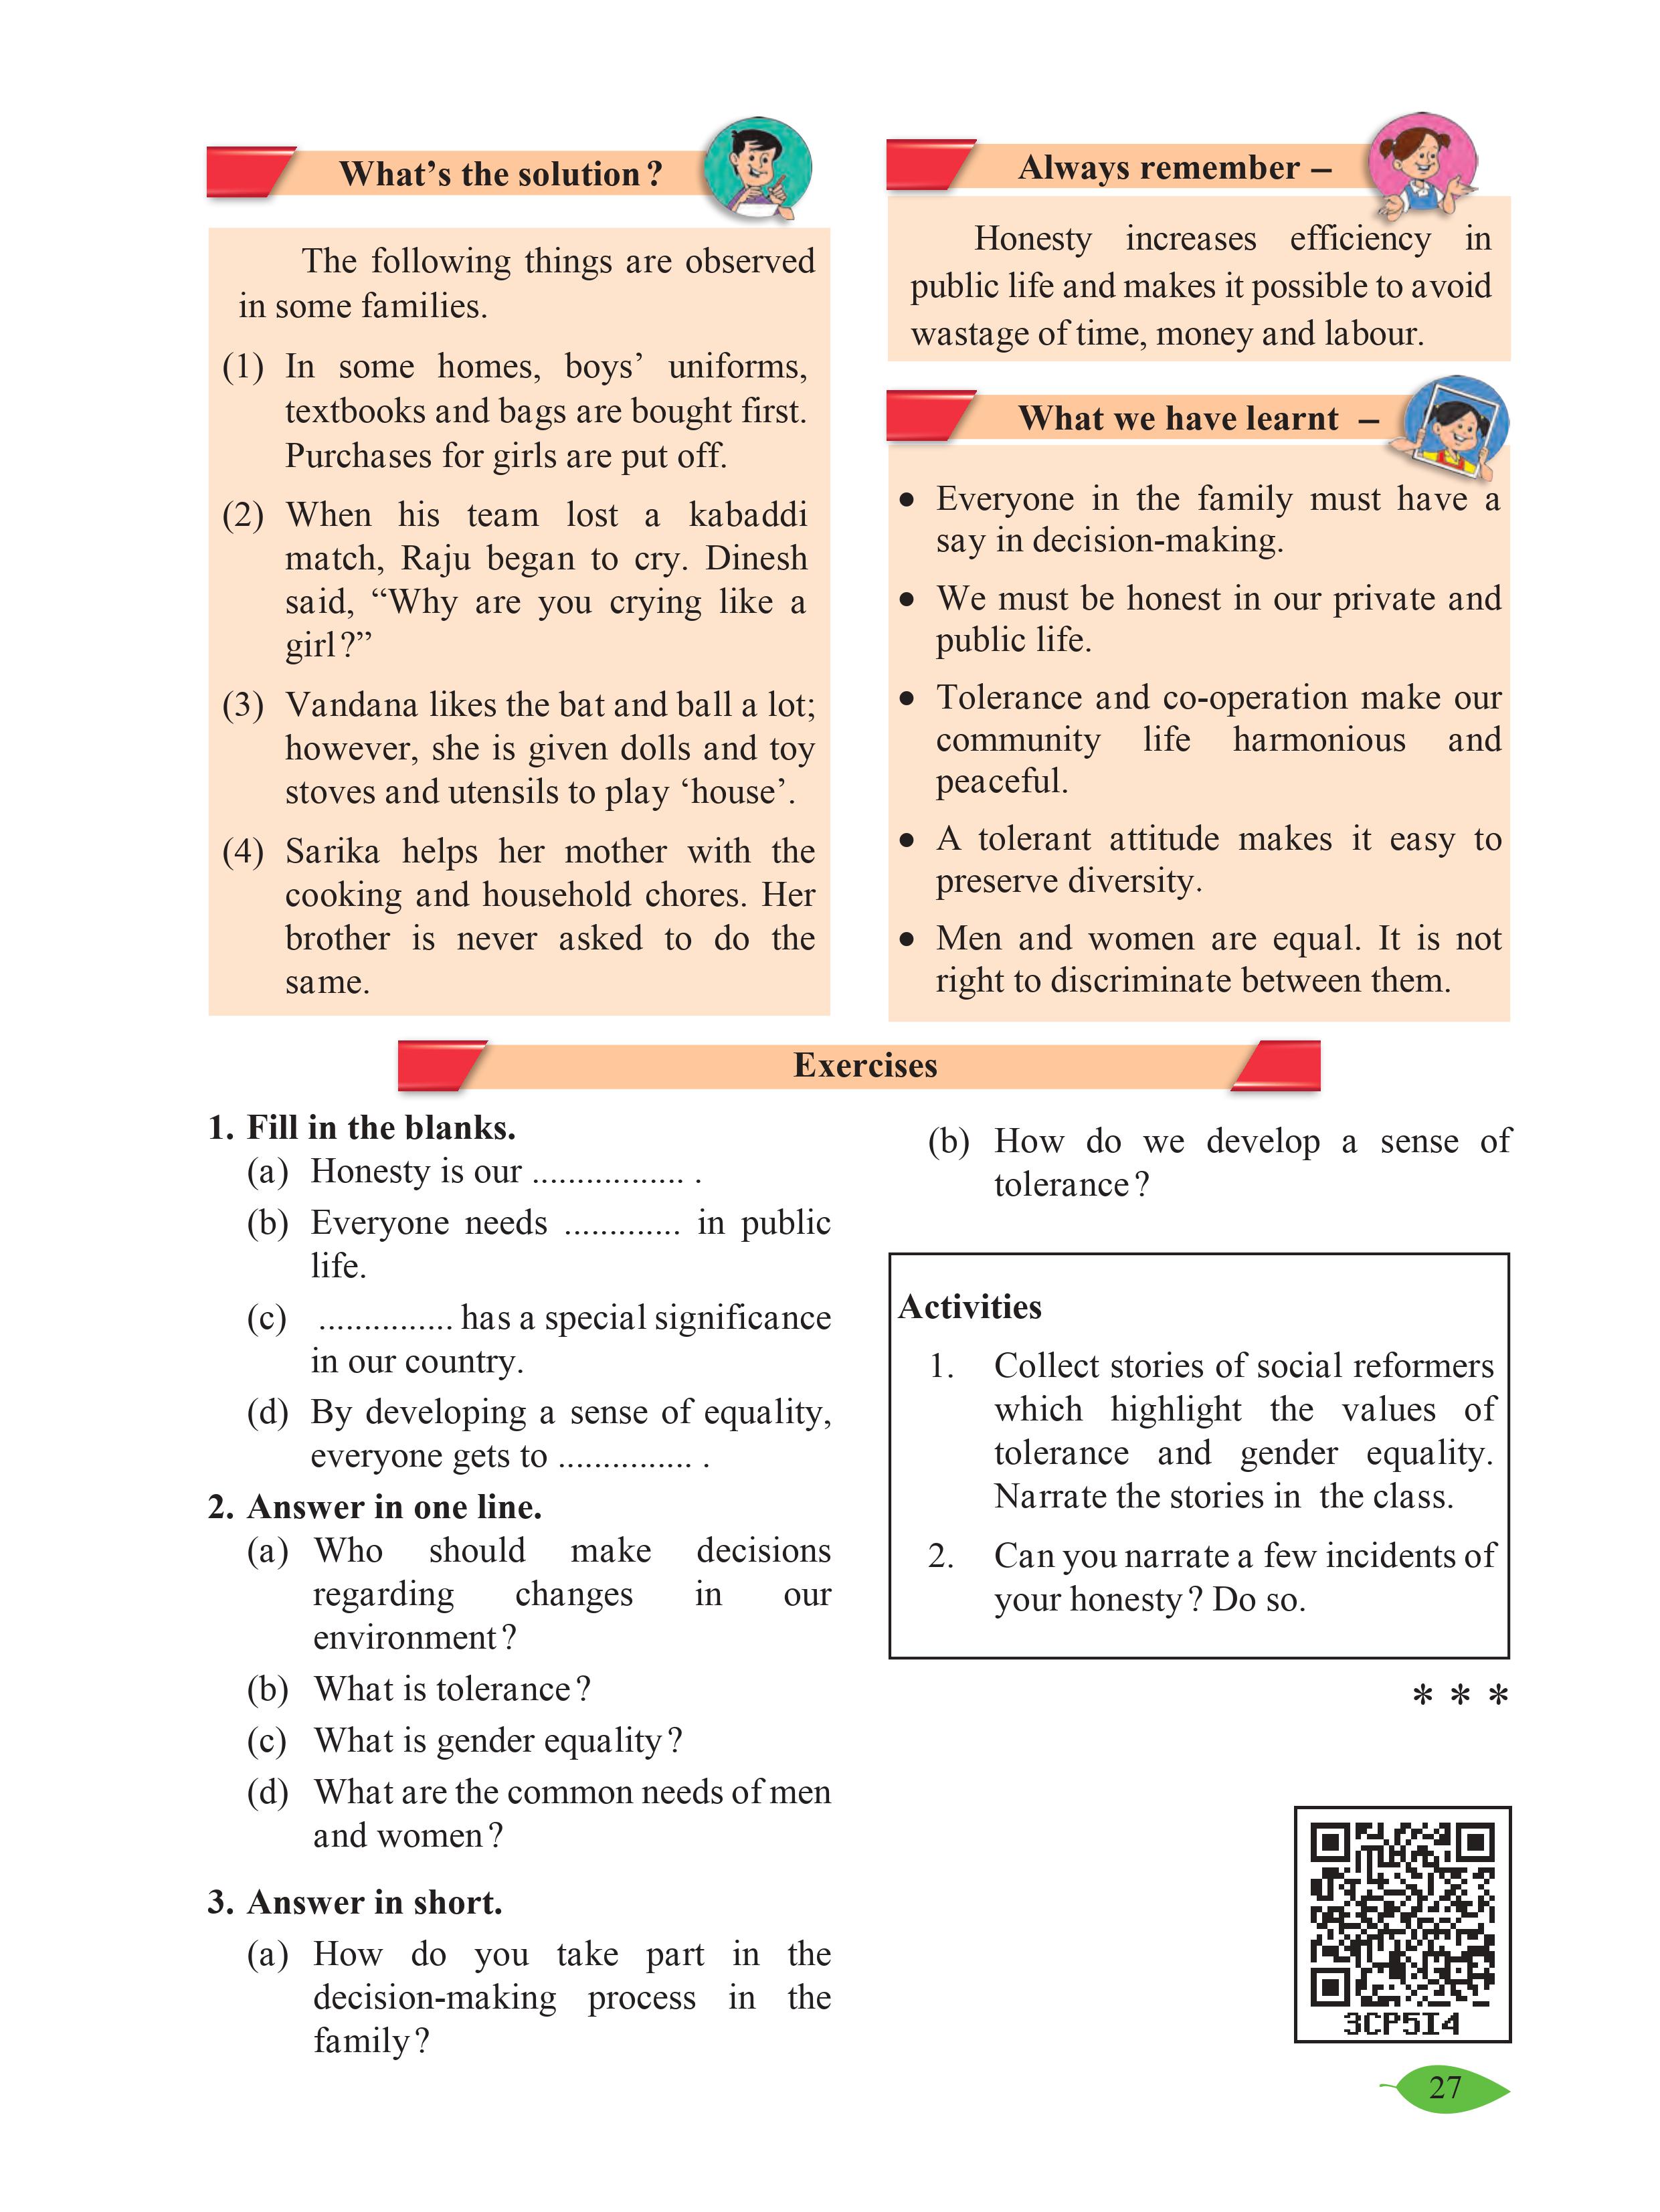 What’s the solution ?
The following things are observed
in some families.
(1) In some homes, boys’ uniforms,
textbooks and bags are bought first.
Purchases for girls are put off.
(2) When his team lost a kabaddi
match, Raju began to cry. Dinesh
said, “Why are you crying like a
girl ?”
(3) Vandana likes the bat and ball a lot;
however, she is given dolls and toy
stoves and utensils to play ‘house’.
(4) Sarika helps her mother with the
cooking and household chores. Her
brother is never asked to do the
same.
Always remember –
Honesty increases efficiency in
public life and makes it possible to avoid
wastage of time, money and labour.
What we have learnt –
• Everyone in the family must have a
say in decision-making.
• We must be honest in our private and
public life.
• Tolerance and co-operation make our
community life harmonious and
peaceful.
• A tolerant attitude makes it easy to
preserve diversity.
• Men and women are equal. It is not
right to discriminate between them.
Exercises
1. Fill in the blanks.
(a) Honesty is our ................. .
(b) Everyone needs ............. in public
life.
(c) ............... has a special significance
in our country.
(d) By developing a sense of equality,
everyone gets to ............... .
2. Answer in one line.
(a) Who should make decisions
regarding changes in our
environment ?
(b) What is tolerance ?
(c) What is gender equality ?
(d) What are the common needs of men
and women ?
3. Answer in short.
(a) How do you take part in the
decision-making process in the
family ?
(b) How do we develop a sense of
tolerance ?
Activities
1. Collect stories of social reformers
which highlight the values of
tolerance and gender equality.
Narrate the stories in the class.
2. Can you narrate a few incidents of
your honesty ? Do so.
* * *
3CP5I4
27